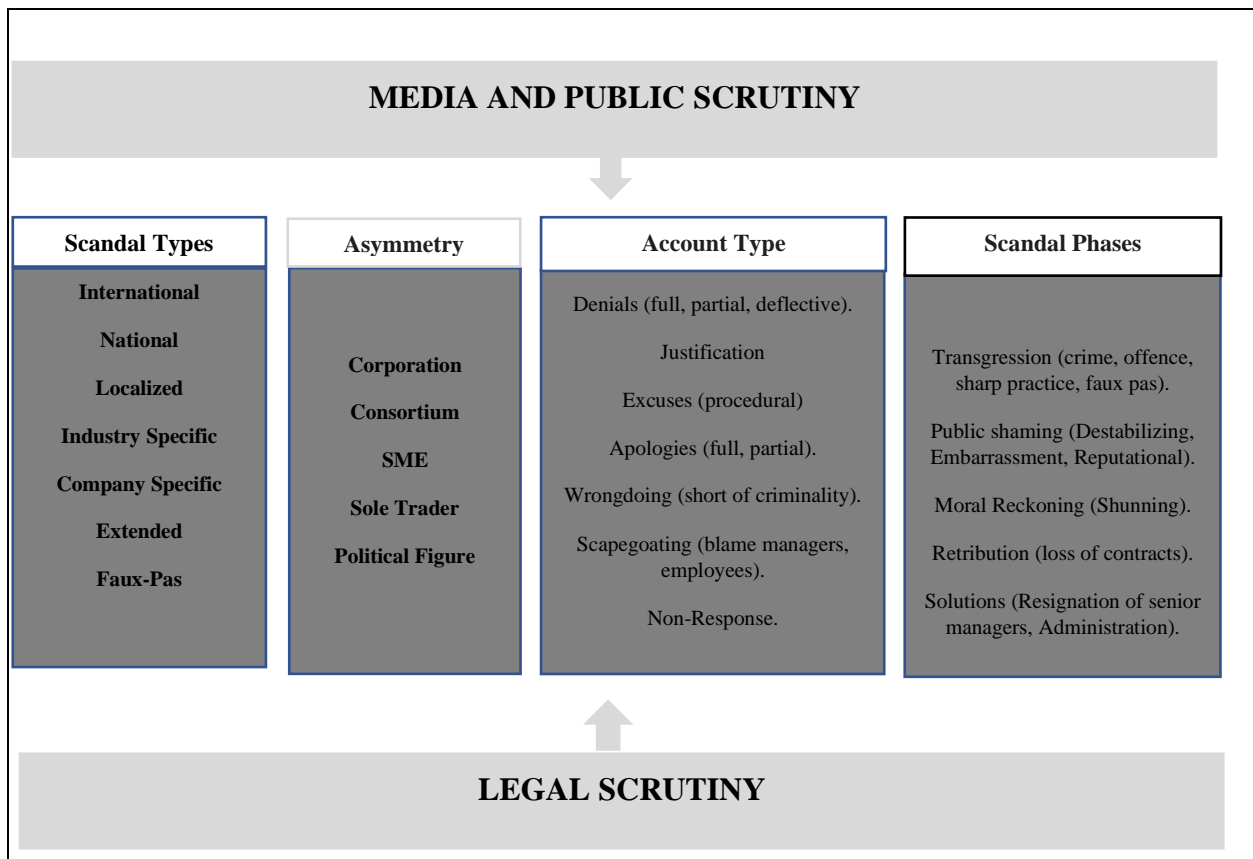 MEDIA AND PUBLIC SCRUTINY
Scandal Types
International
National
Localized
Industry Specific
Company Specific
Extended
Faux-Pas
Asymmetry
Corporation
Consortium
SME
Sole Trader
Political Figure
Account Type
Denials (full, partial, deflective).
Justification
Excuses (procedural)
Apologies (full, partial).
Wrongdoing (short of criminality).
Scapegoating (blame managers,
employees).
Non-Response.
Scandal Phases
Transgression (crime, offence,
sharp practice, faux pas).
Public shaming (Destabilizing,
Embarrassment, Reputational).
Moral Reckoning (Shunning).
Retribution (loss of contracts).
Solutions (Resignation of senior
managers, Administration).
LEGAL SCRUTINY